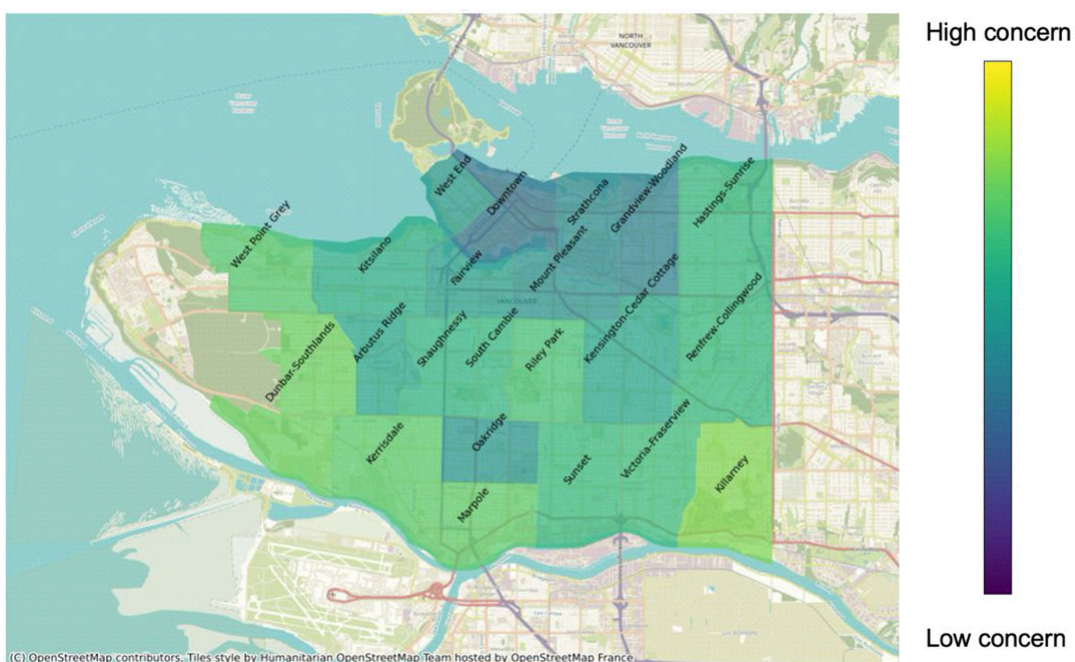 High concern
NORTH
VANCOUVER
West End
Downtown
Strathcona
Grandview-Woodland
Hastings-Sunrise
West Point Grey
Kitsilano
Fairview
Mount Pleasant
VANCOUVER
Dunbar-Southlands
Arbutus Ridge
Shaughnessy
South Cambie
Riley Park
Kensington-Cedar Cottage
Renfrew-Collingwood
Kerrisdale
Oakridge
Sunset
Victoria-Fraserview
Killarney
Marpole
Low concern
(C) OpenStreetMap contributors, Tiles style by Humanitarian OpenStreetMap Team hosted by OpenStreetMap France